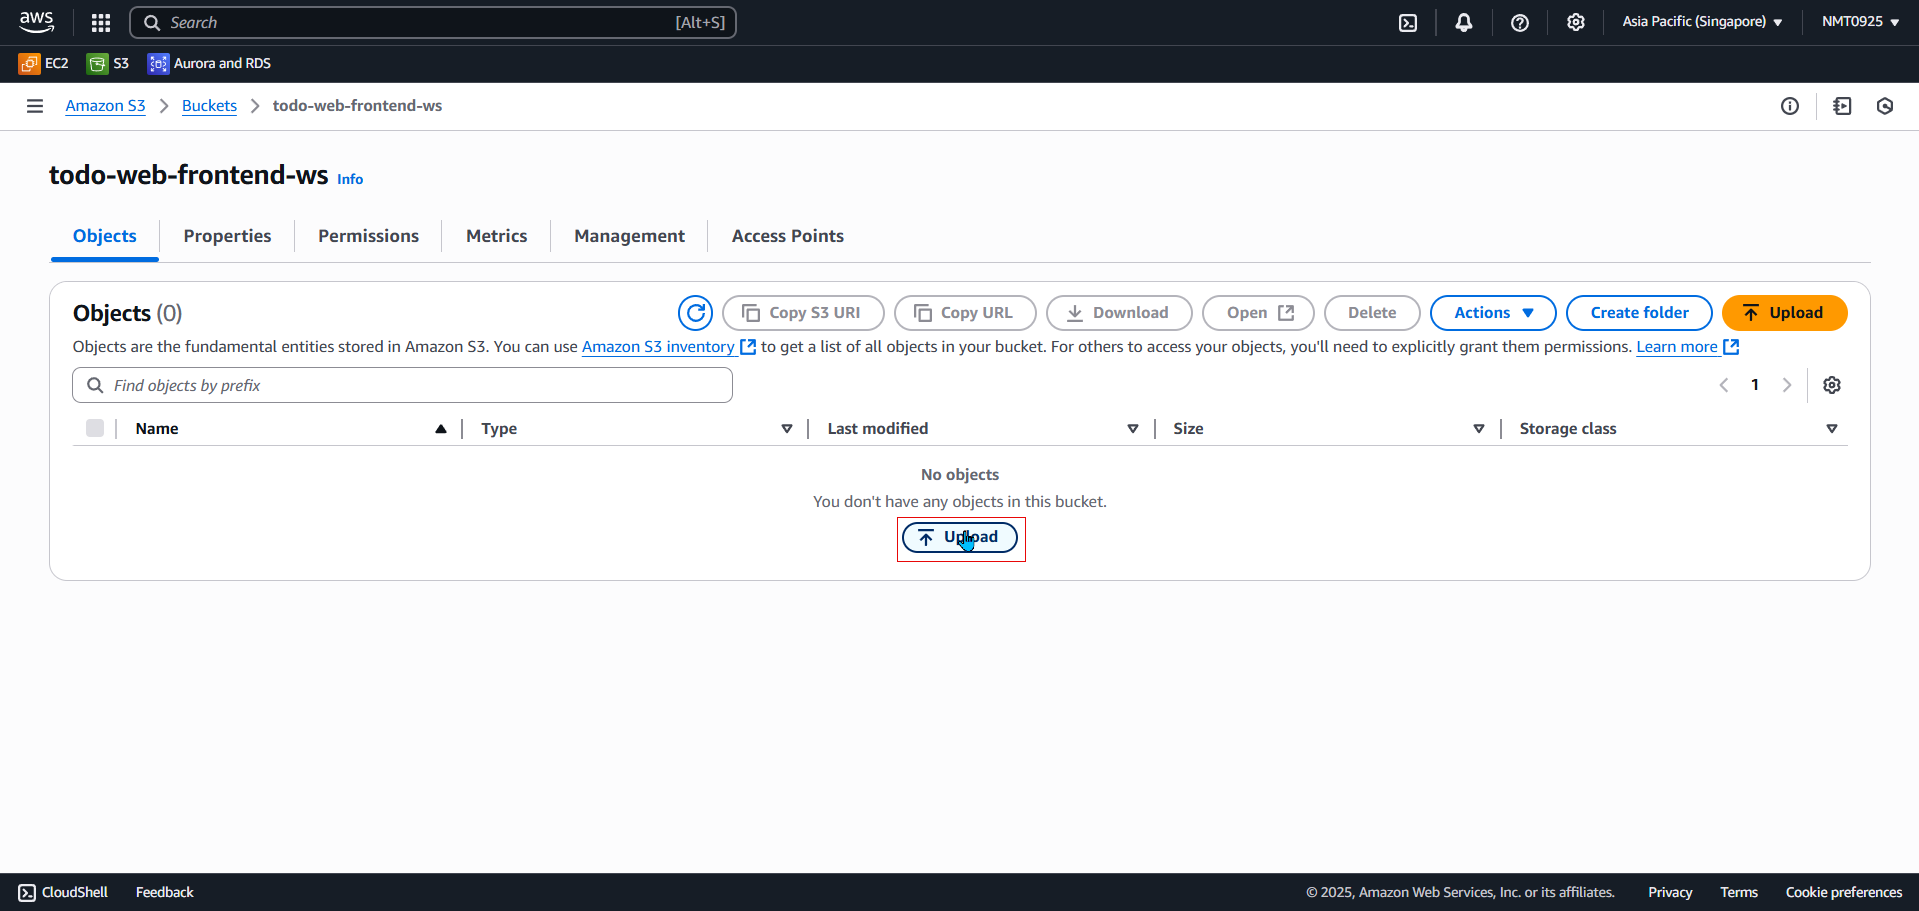 aws Search [Alt+S] Asia Pacific (Singapore) NMT0925
EC2 S3 Aurora and RDS
Amazon S3 Buckets todo-web-frontend-ws
todo-web-frontend-ws Info
Objects Properties Permissions Metrics Management Access Points
Objects (0) Copy S3 URI Copy URL Download Open Delete Actions Create folder Upload
Objects are the fundamental entities stored in Amazon S3. You can use Amazon S3 inventory to get a list of all objects in your bucket. For others to access your objects, you'll need to explicitly grant them permissions. Learn more
Find objects by prefix 1
Name Type Last modified Size Storage class
No objects
You don't have any objects in this bucket.
Upload
CloudShell Feedback © 2025, Amazon Web Services, Inc. or its affiliates. Privacy Terms Cookie preferences